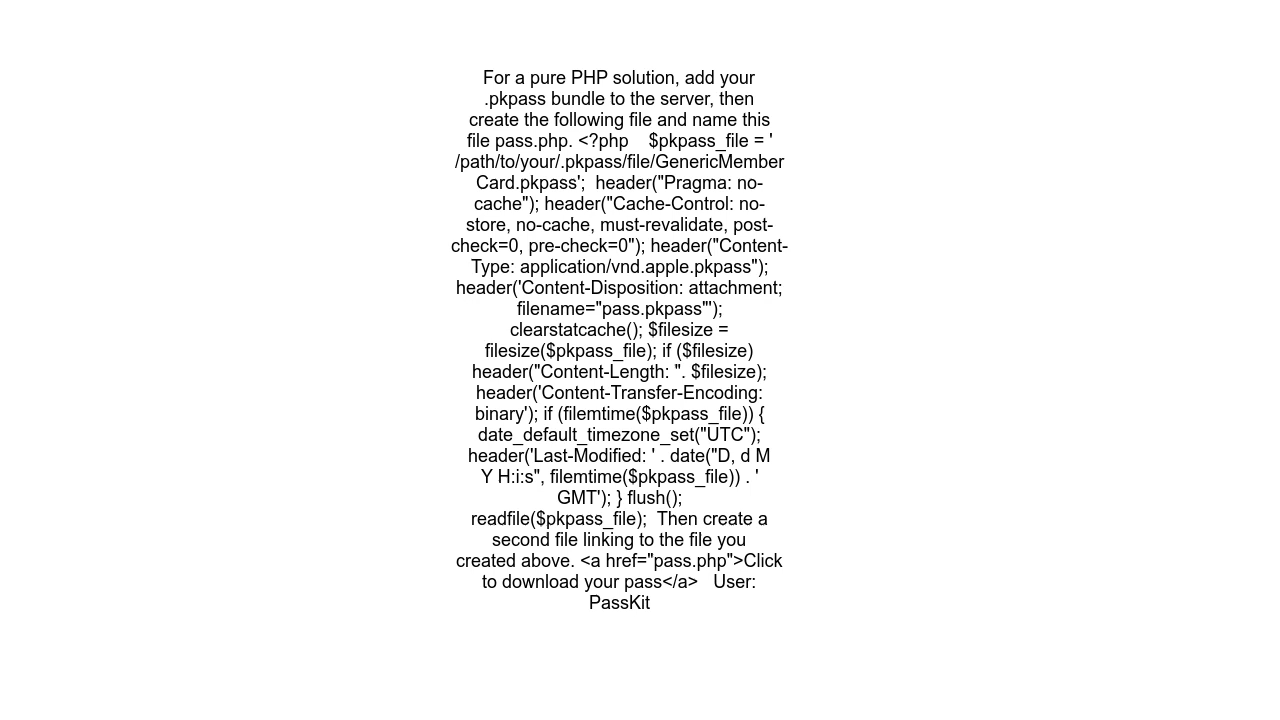 For a pure PHP solution, add your
.pkpass bundle to the server, then
create the following file and name this
file pass.php. <?php    $pkpass_file = '
/path/to/your/.pkpass/file/GenericMember
Card.pkpass';  header("Pragma: no-
cache"); header("Cache-Control: no-
store, no-cache, must-revalidate, post-
check=0, pre-check=0"); header("Content-
Type: application/vnd.apple.pkpass");
header('Content-Disposition: attachment;
filename="pass.pkpass"');
clearstatcache(); $filesize =
filesize($pkpass_file); if ($filesize)
header("Content-Length: ". $filesize);
header('Content-Transfer-Encoding:
binary'); if (filemtime($pkpass_file)) {
date_default_timezone_set("UTC");
header('Last-Modified: ' . date("D, d M
Y H:i:s", filemtime($pkpass_file)) . '
GMT'); } flush();
readfile($pkpass_file);  Then create a
second file linking to the file you
created above. <a href="pass.php">Click
to download your pass</a>   User:
PassKit